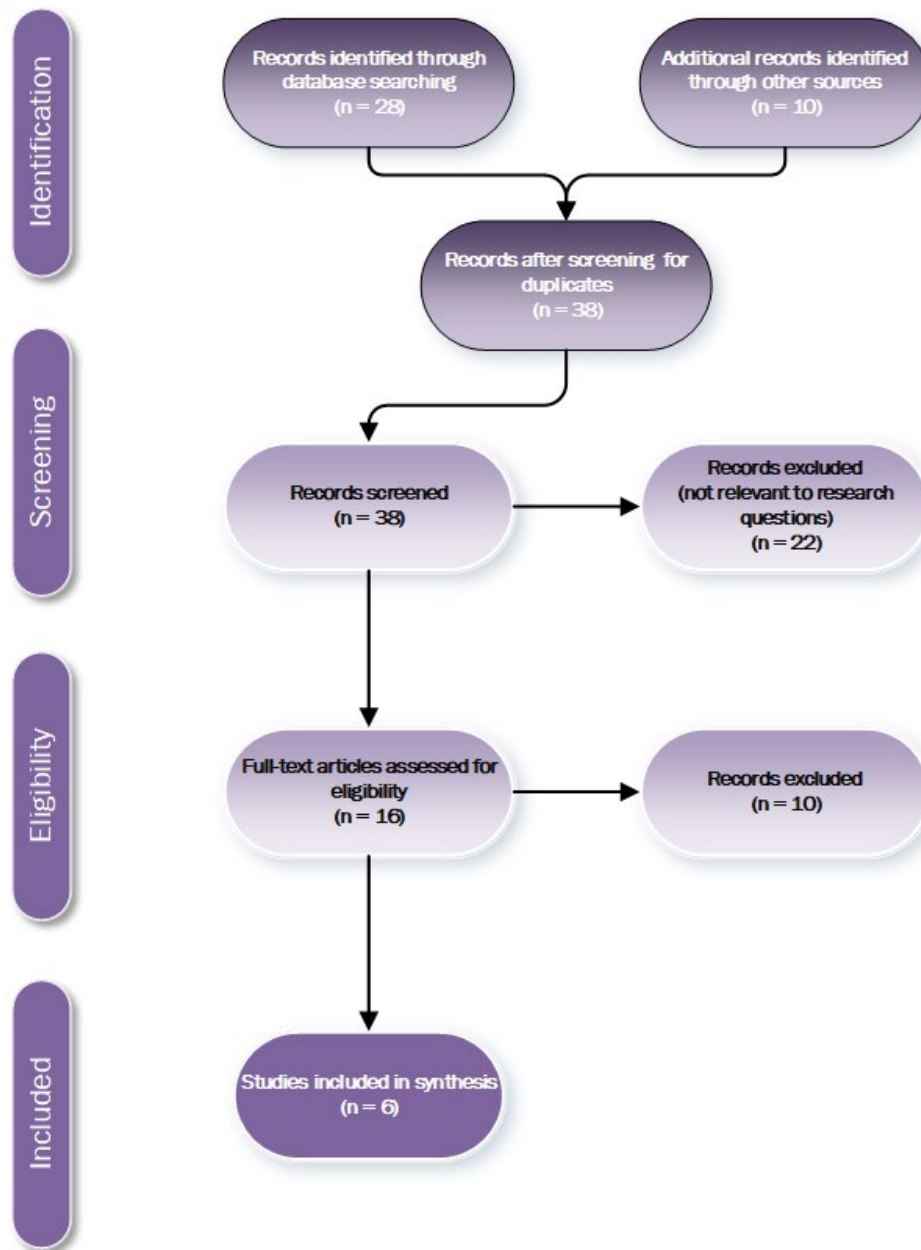 Identification
Records identified through
database searching
(n = 28)
Additional records identified
through other sources
(n = 10)
Records after screening for
duplicates
(n = 38)
Screening
Records screened
(n = 38)
Records excluded
(not relevant to research
questions)
(n = 22)
Eligibility
Full-text articles assessed for
eligibility
(n = 16)
Records excluded
(n = 10)
Included
Studies included in synthesis
(n = 6)